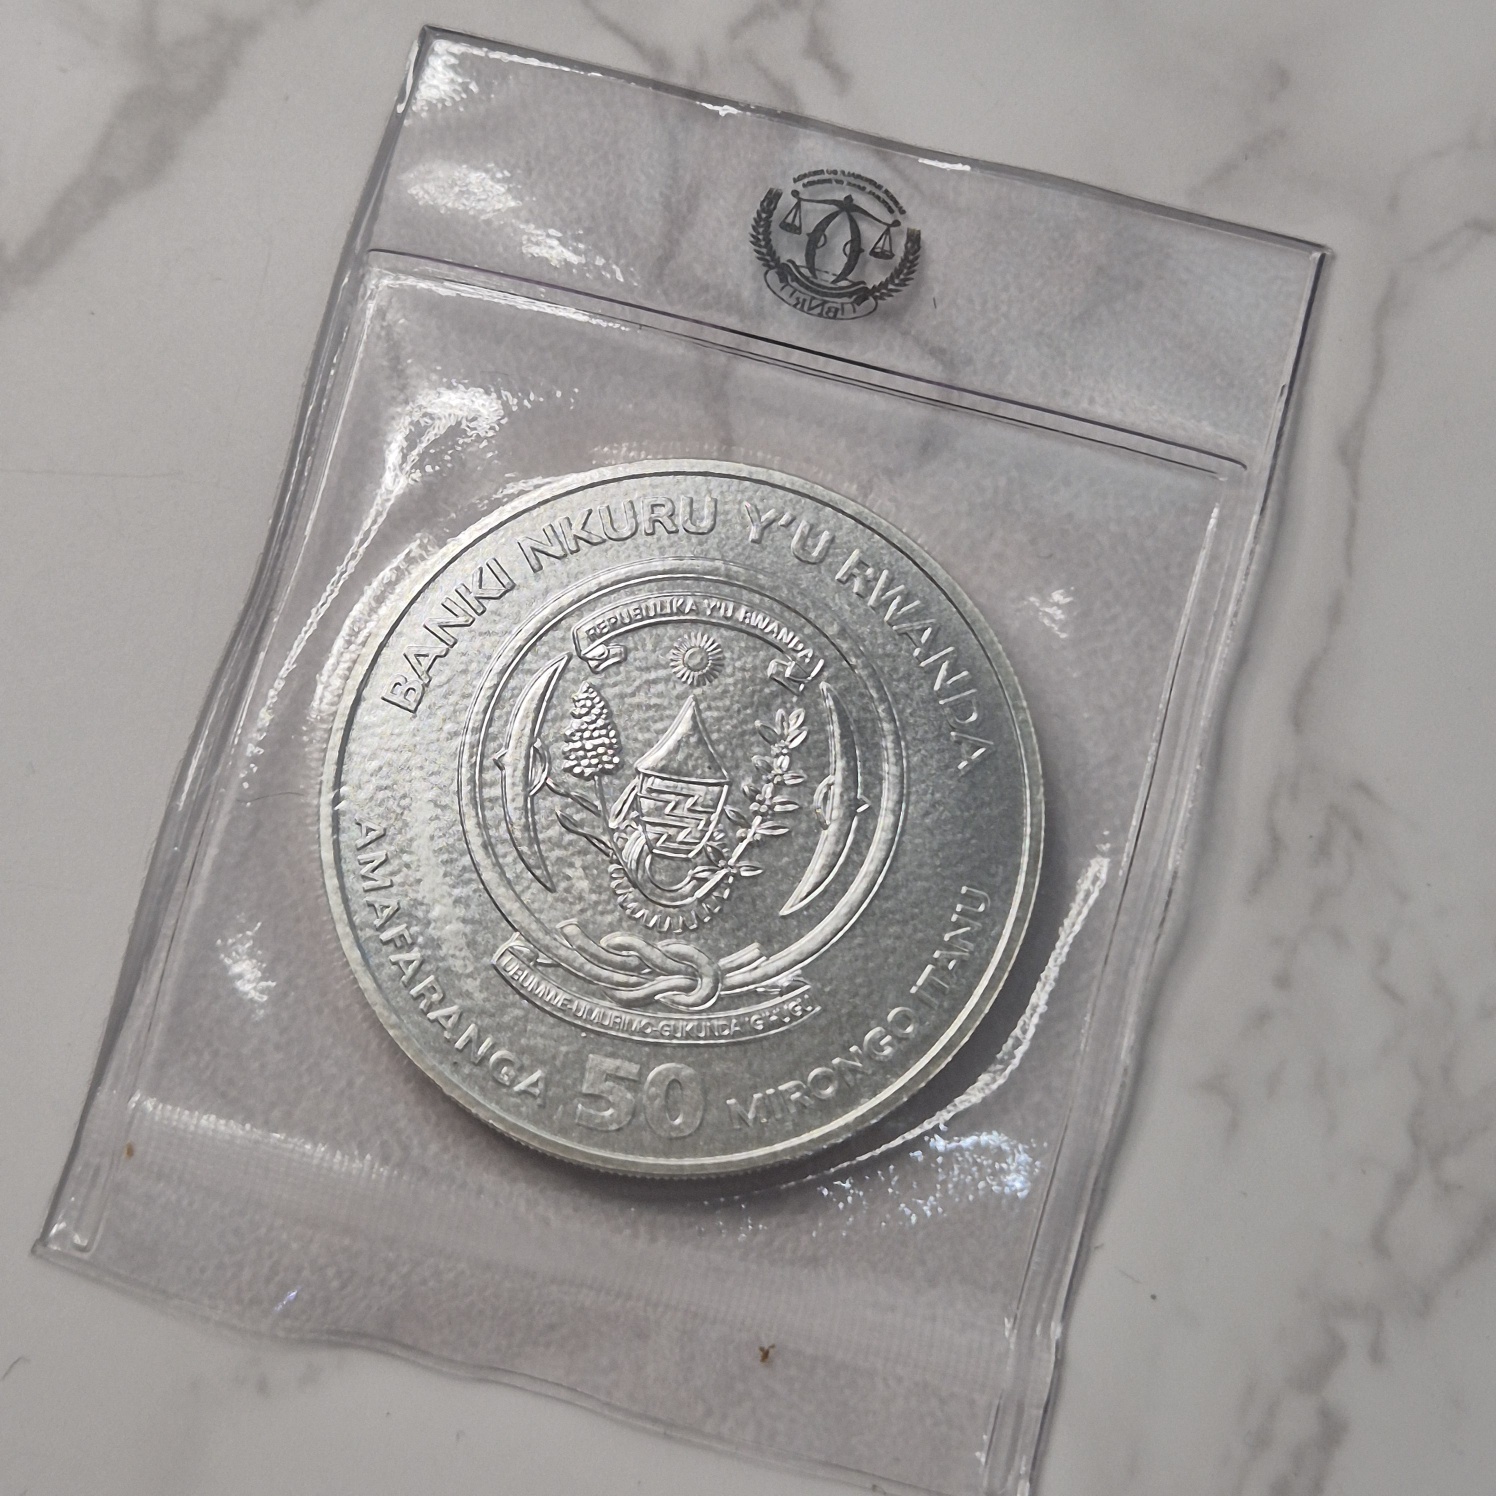 BANKI NKURU Y'U RWANDA
REPUBULIKA Y'U RWANDA
UBUMWE-UMURIMO-GUKUNDA IGIHUGU
AMAFARANGA 50 MIRONGO ITANU